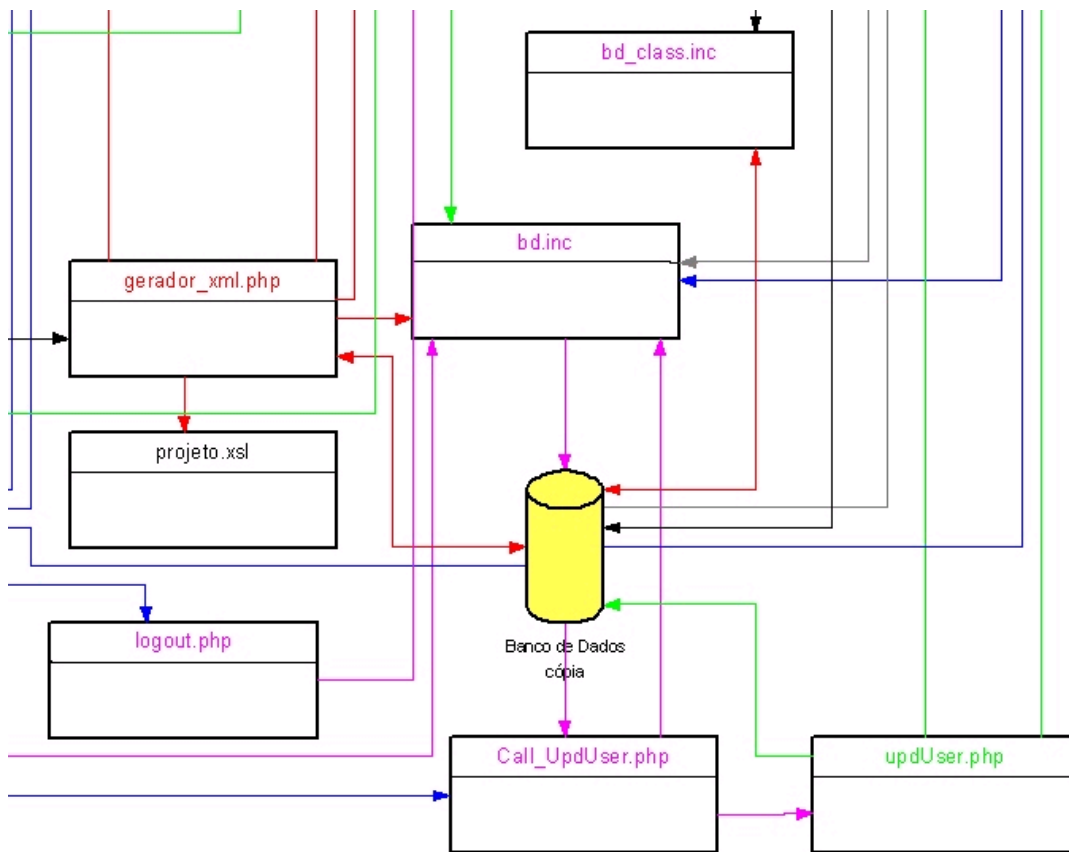 bd_class.inc
bd.inc
gerador_xml.php
projeto.xsl
logout.php
Banco de Dados
cópia
Call_UpdUser.php
updUser.php